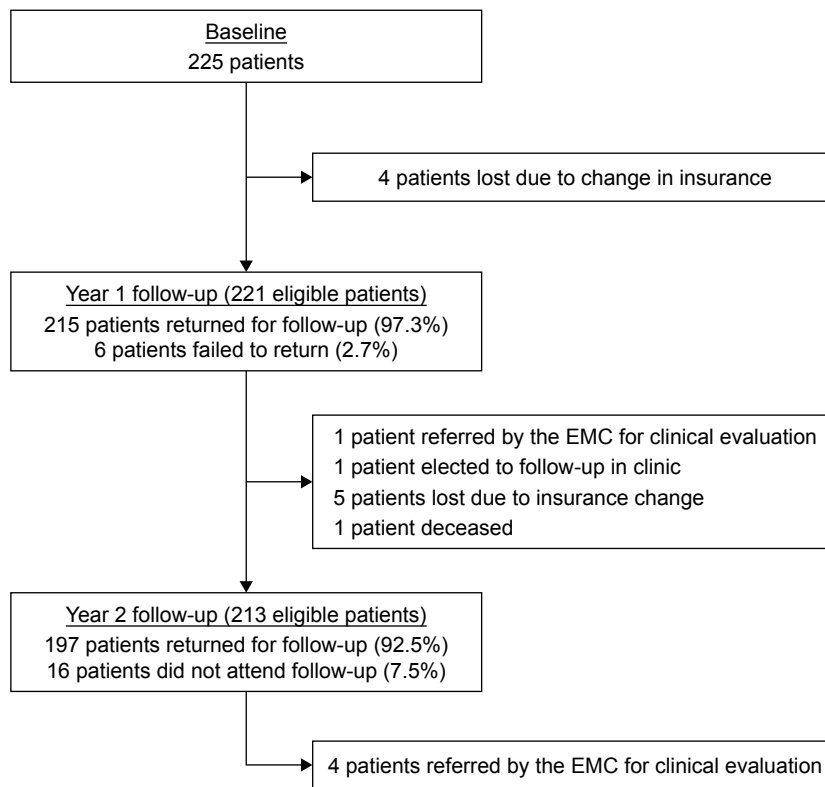 Baseline
225 patients
4 patients lost due to change in insurance
Year 1 follow-up (221 eligible patients)
215 patients returned for follow-up (97.3%)
6 patients failed to return (2.7%)
1 patient referred by the EMC for clinical evaluation
1 patient elected to follow-up in clinic
5 patients lost due to insurance change
1 patient deceased
Year 2 follow-up (213 eligible patients)
197 patients returned for follow-up (92.5%)
16 patients did not attend follow-up (7.5%)
4 patients referred by the EMC for clinical evaluation